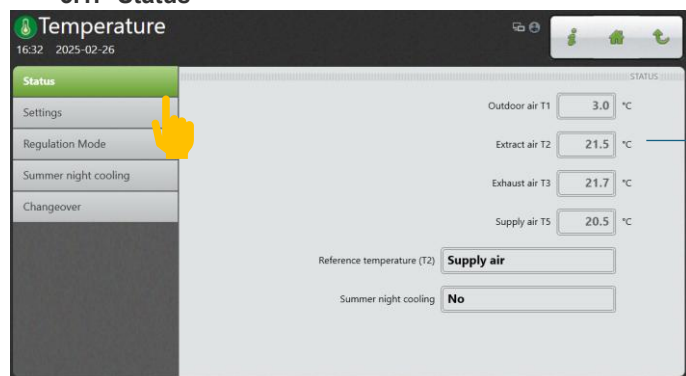 Temperature
16:32 2025-02-26
Status
STATUS
Settings
Regulation Mode
Summer night cooling
Changeover
Outdoor air T1 3.0 °C
Extract air T2 21.5 °C
Exhaust air T3 21.7 °C
Supply air T5 20.5 °C
Reference temperature (T2) Supply air
Summer night cooling No